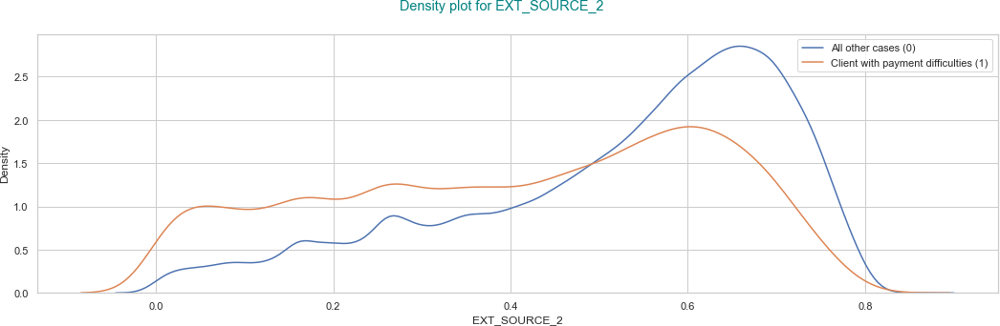 Density plot for EXT_SOURCE_2
All other cases (0)
Client with payment difficulties (1)
2.5
2.0
1.5
1.0
0.5
0.0
Density
0.0 0.2 0.4 0.6 0.8
EXT_SOURCE_2